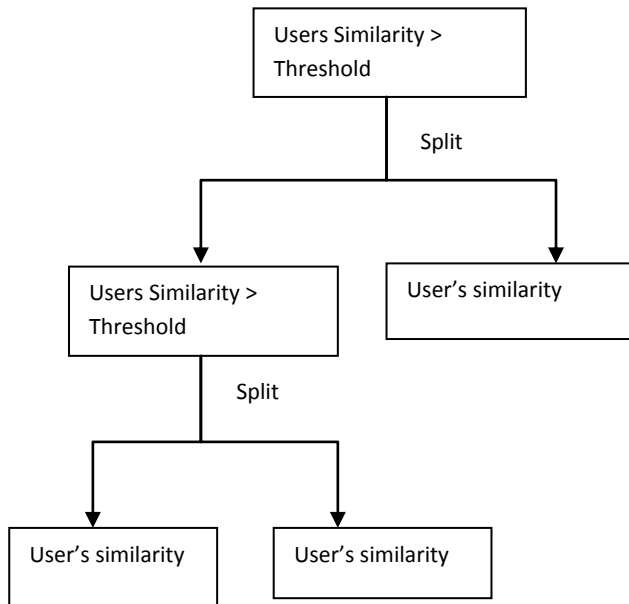 Users Similarity >
Threshold
Split
Users Similarity >
Threshold
User’s similarity
Split
User’s similarity
User’s similarity